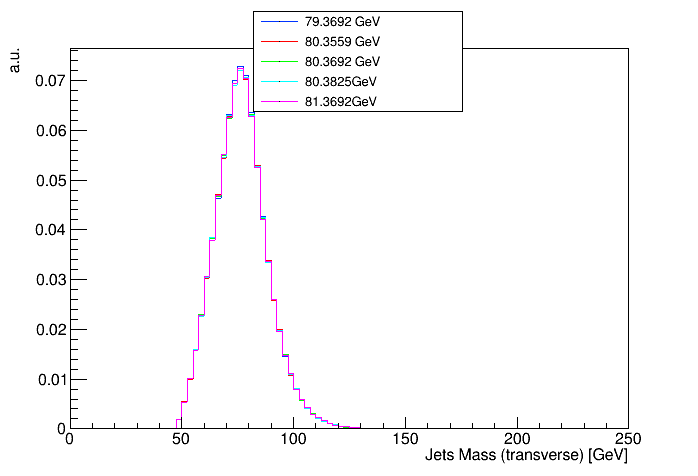 79.3692 GeV
80.3559 GeV
80.3692 GeV
80.3825GeV
81.3692GeV
a.u.
0.07
0.06
0.05
0.04
0.03
0.02
0.01
0
0 50 100 150 200 250
Jets Mass (transverse) [GeV]